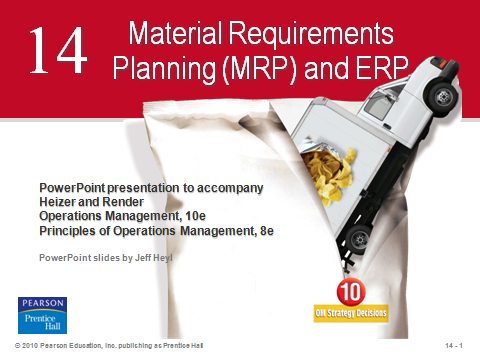 14
Material Requirements
Planning (MRP) and ERP
PowerPoint presentation to accompany
Heizer and Render
Operations Management, 10e
Principles of Operations Management, 8e
PowerPoint slides by Jeff Heyl
10
OM Strategy Decisions
PEARSON
Prentice
Hall
© 2010 Pearson Education, Inc. publishing as Prentice Hall
14 - 1